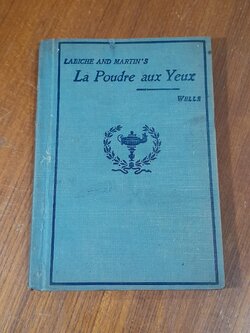 LABICHE AND MARTIN'S
La Poudre aux Yeux
WELLS